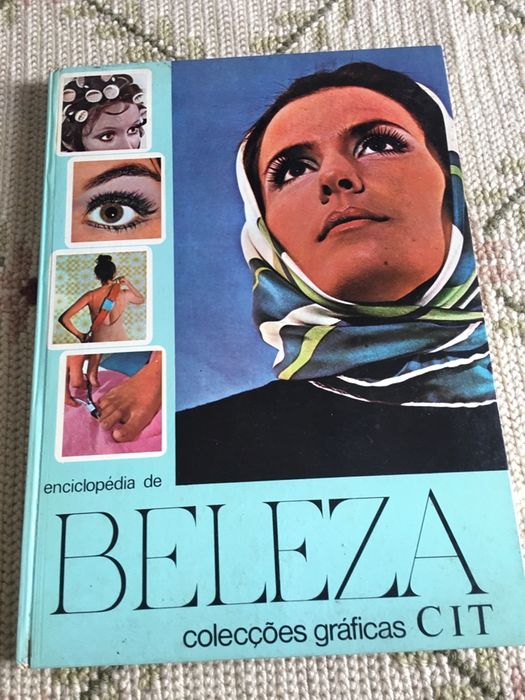 enciclopédia de
BELEZA
colecções gráficas CIT